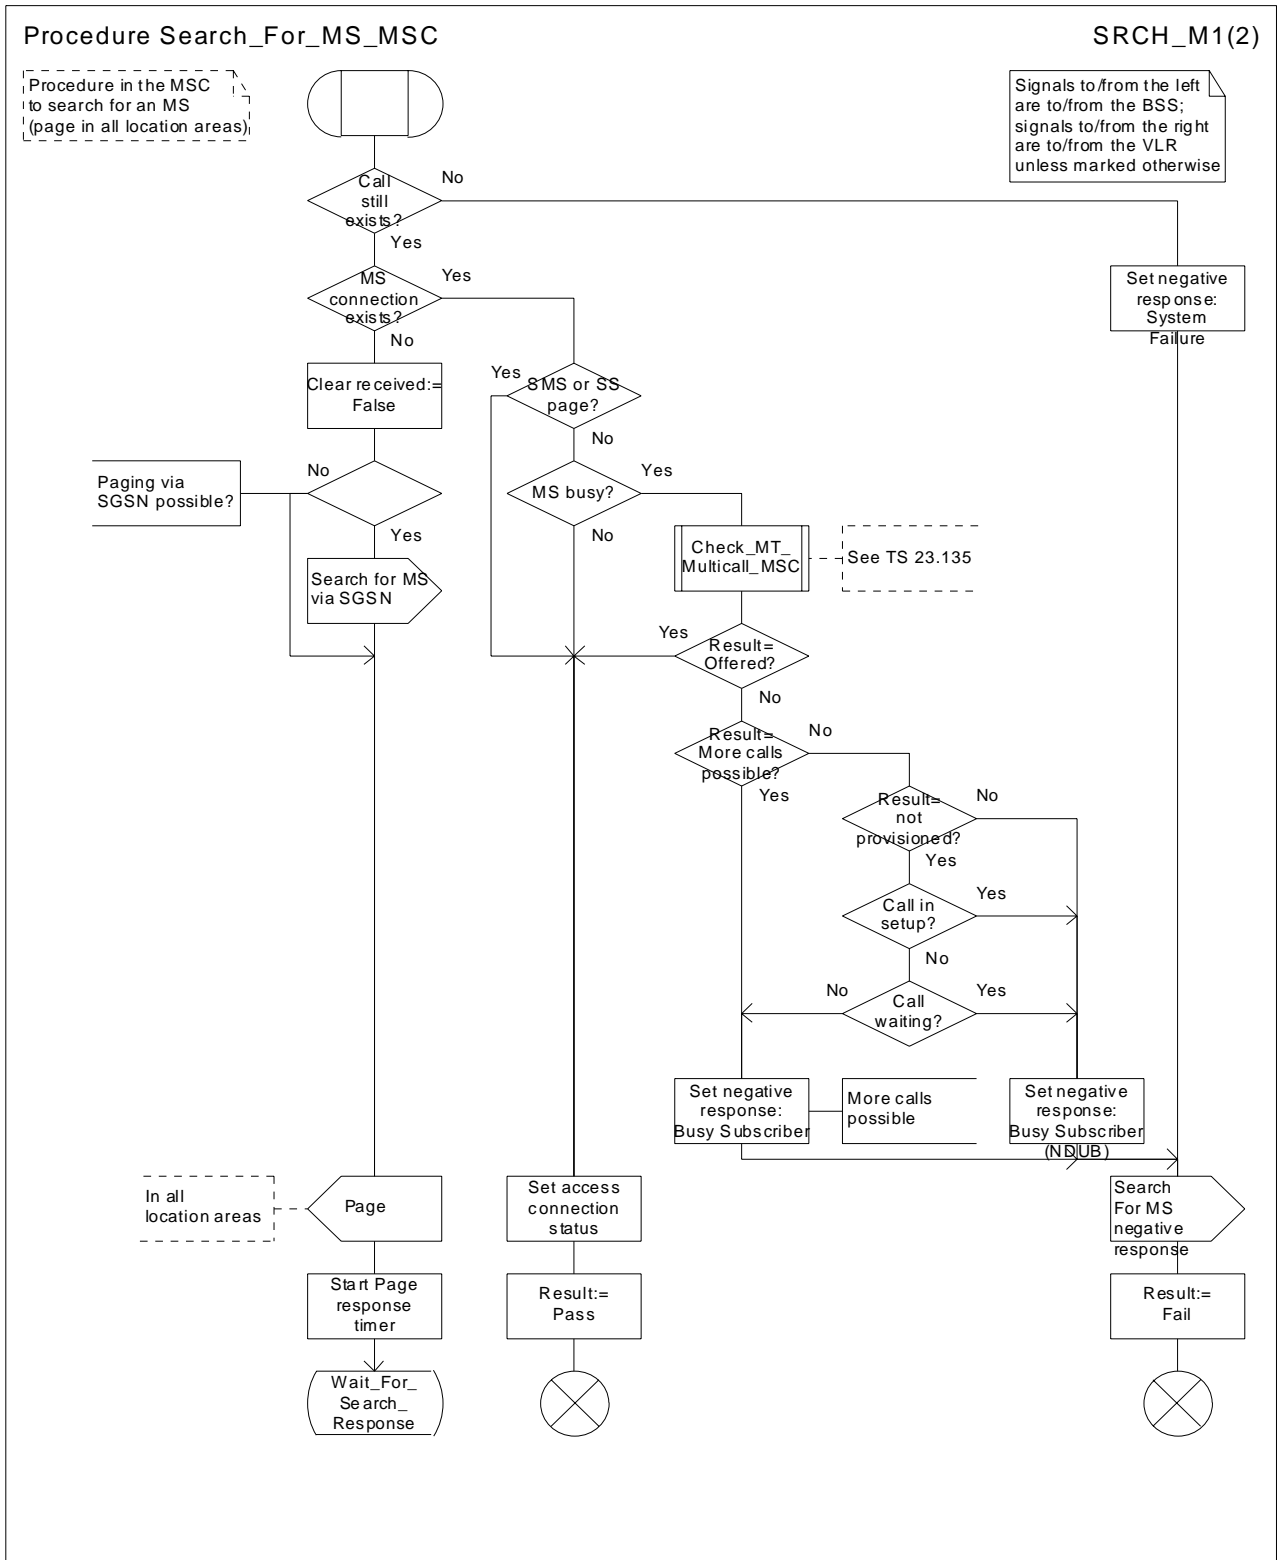 Procedure Search_For_MS_MSC
SRCH_M1(2)
Procedure in the MSC
to search for an MS
(page in all location areas)
Signals to/from the left
are to/from the BSS;
signals to/from the right
are to/from the VLR
unless marked otherwise
Call
still
exists?
No
Yes
MS
connection
exists?
Yes
No
Set negative
response:
System
Failure
Clear received:=
False
Yes
SMS or SS
page?
No
Paging via
SGSN possible?
No
Yes
MS busy?
Yes
No
Search for MS
via SGSN
Check_MT_
Multicall_MSC
See TS 23.135
Yes
Result=
Offered?
No
Result=
More calls
possible?
No
Yes
Result=
not
provisioned?
No
Yes
Call in
setup?
Yes
No
No
Call
waiting?
Yes
Set negative
response:
Busy Subscriber
More calls
possible
Set negative
response:
Busy Subscriber
(NDUB)
In all
location areas
Page
Set access
connection
status
Search
For MS
negative
response
Start Page
response
timer
Result:=
Pass
Result:=
Fail
Wait_For_
Search_
Response